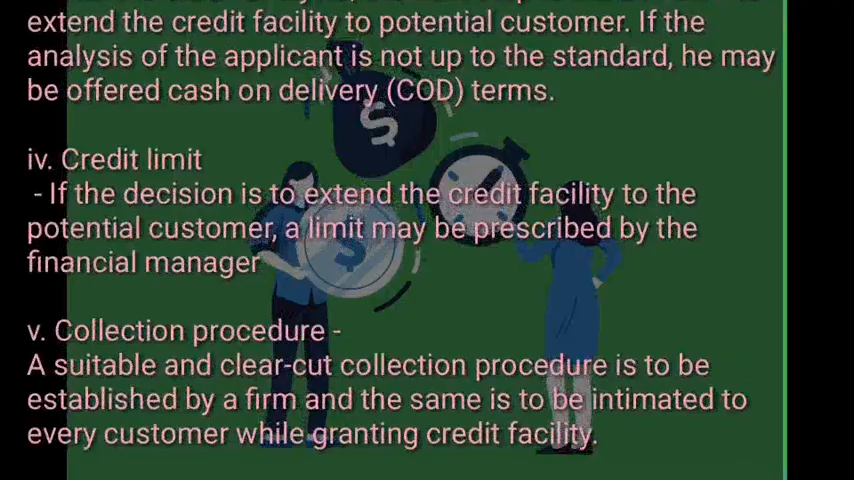 extend the credit facility to potential customer. If the
analysis of the applicant is not up to the standard, he may
be offered cash on delivery (COD) terms.
iv. Credit limit
- If the decision is to extend the credit facility to the
potential customer, a limit may be prescribed by the
financial manager
v. Collection procedure -
A suitable and clear-cut collection procedure is to be
established by a firm and the same is to be intimated to
every customer while granting credit facility.